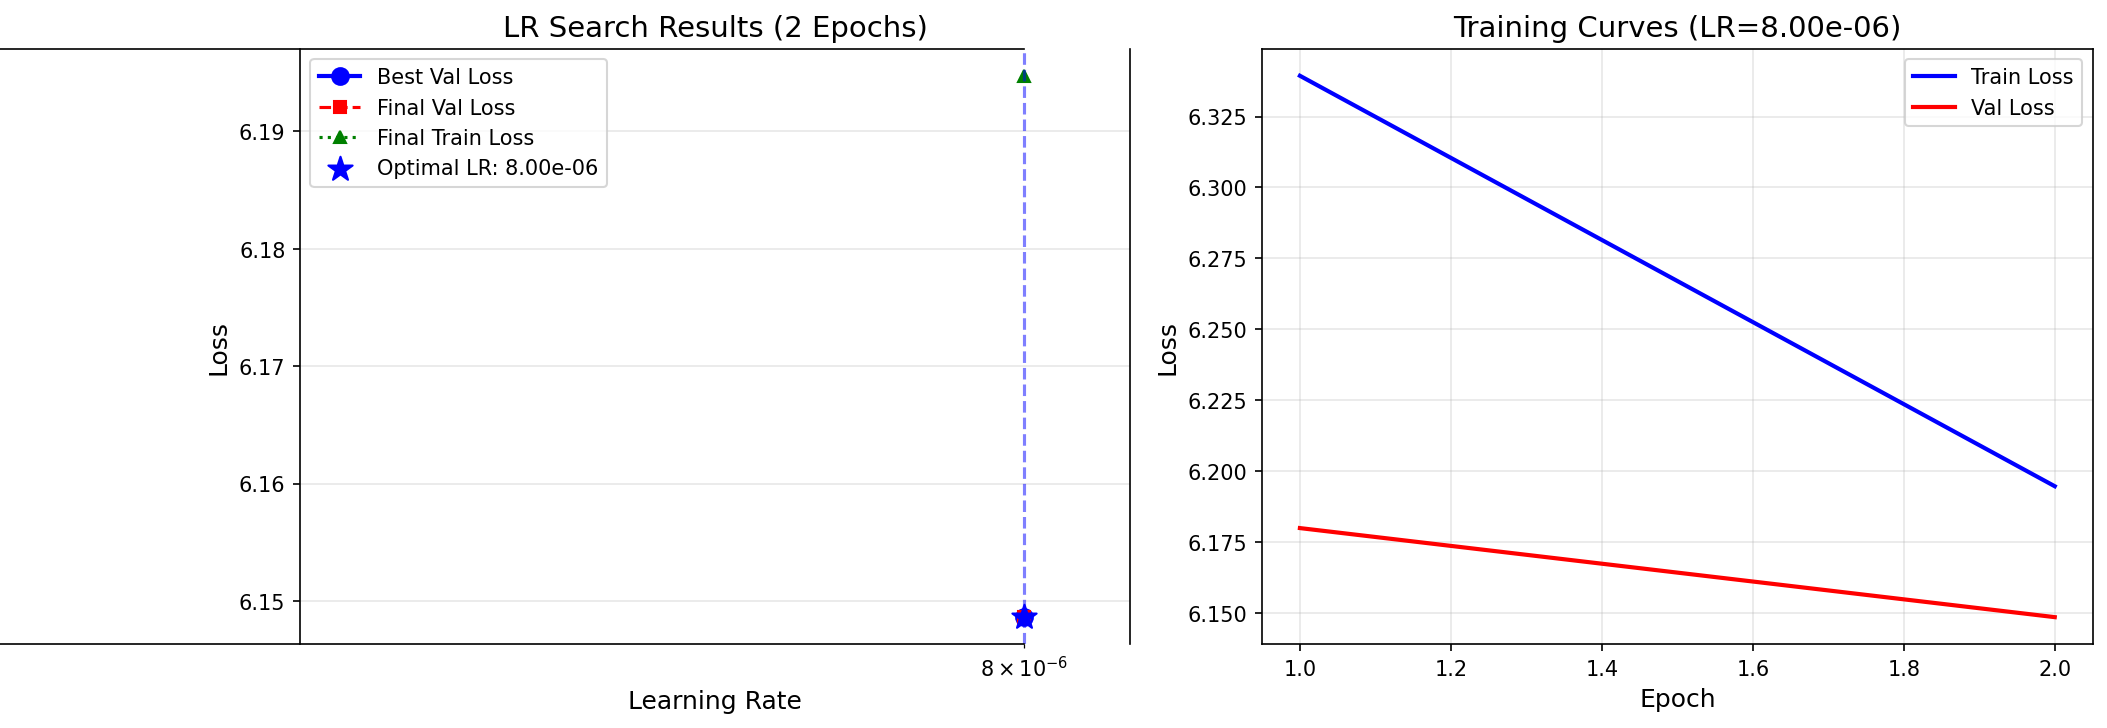 LR Search Results (2 Epochs)
Best Val Loss
Final Val Loss
Final Train Loss
Optimal LR: 8.00e-06
6.19
6.18
6.17
6.16
6.15
Loss
8 × 10⁻⁶
Learning Rate
Training Curves (LR=8.00e-06)
Train Loss
Val Loss
6.325
6.300
6.275
6.250
6.225
6.200
6.175
6.150
Loss
1.0 1.2 1.4 1.6 1.8 2.0
Epoch